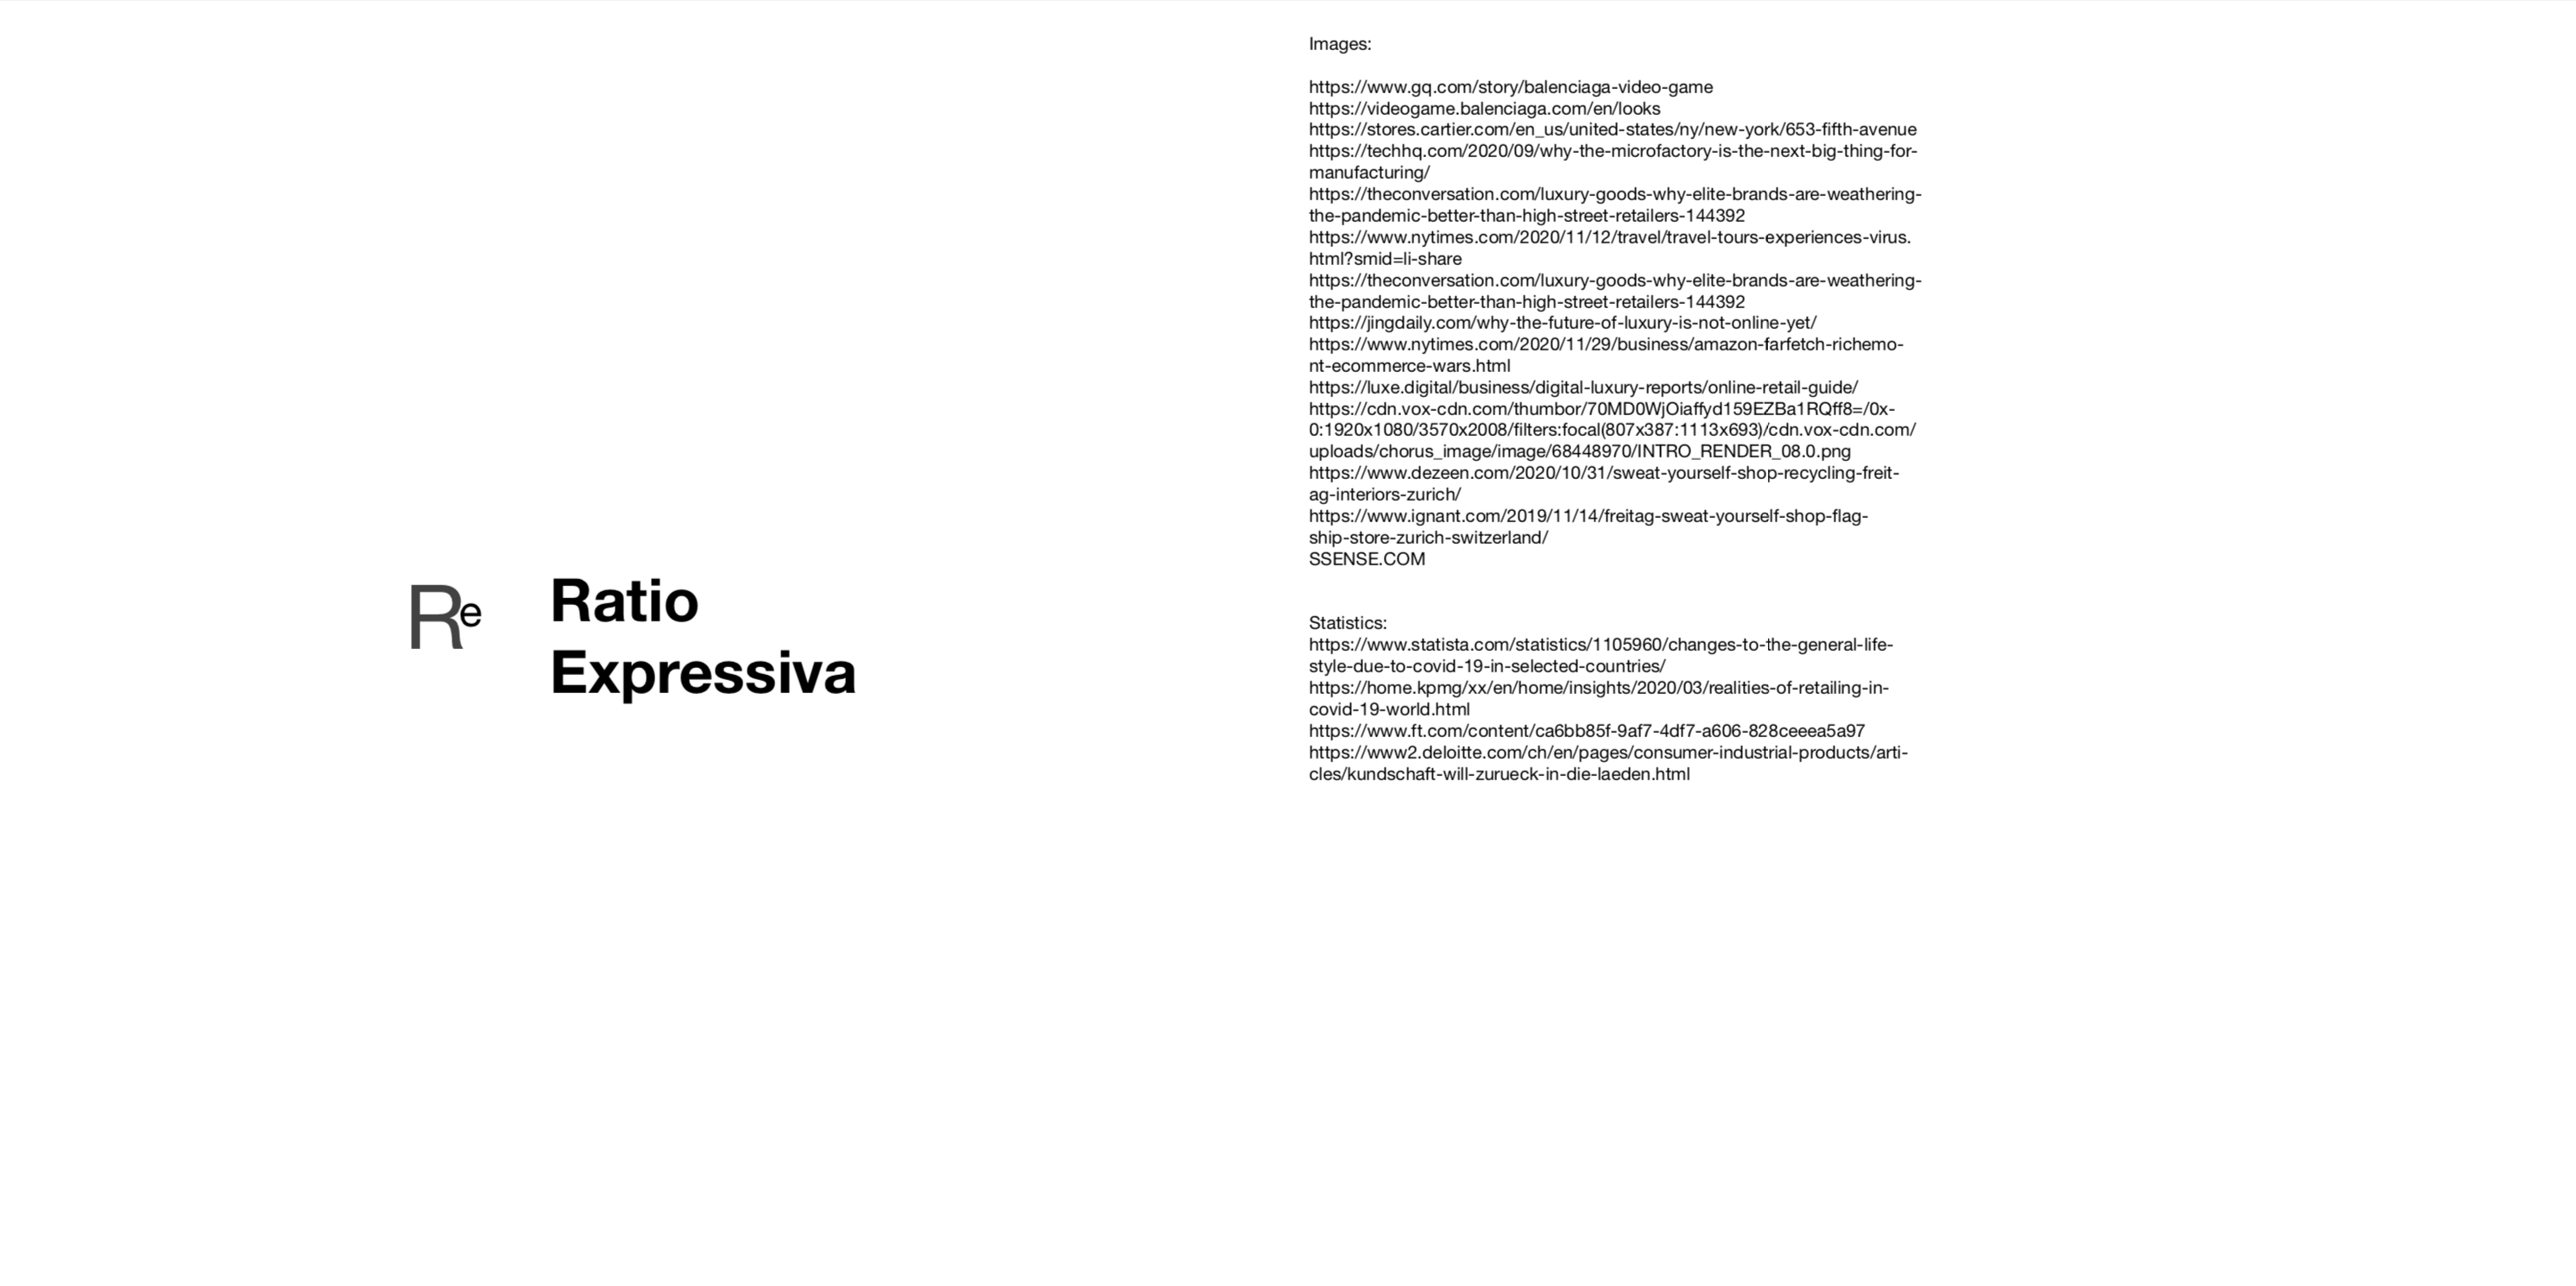 Re
Ratio
Expressiva
Images:
https://www.gq.com/story/balenciaga-video-game
https://videogame.balenciaga.com/en/looks
https://stores.cartier.com/en_us/united-states/ny/new-york/653-fifth-avenue
https://techhq.com/2020/09/why-the-microfactory-is-the-next-big-thing-for-
manufacturing/
https://theconversation.com/luxury-goods-why-elite-brands-are-weathering-
the-pandemic-better-than-high-street-retailers-144392
https://www.nytimes.com/2020/11/12/travel/travel-tours-experiences-virus.
html?smid=li-share
https://theconversation.com/luxury-goods-why-elite-brands-are-weathering-
the-pandemic-better-than-high-street-retailers-144392
https://jingdaily.com/why-the-future-of-luxury-is-not-online-yet/
https://www.nytimes.com/2020/11/29/business/amazon-farfetch-richemo-
nt-ecommerce-wars.html
https://luxe.digital/business/digital-luxury-reports/online-retail-guide/
https://cdn.vox-cdn.com/thumbor/70MD0WjOiaffyd159EZBa1RQff8=/0x-
0:1920x1080/3570x2008/filters:focal(807x387:1113x693)/cdn.vox-cdn.com/
uploads/chorus_image/image/68448970/INTRO_RENDER_08.0.png
https://www.dezeen.com/2020/10/31/sweat-yourself-shop-recycling-freit-
ag-interiors-zurich/
https://www.ignant.com/2019/11/14/freitag-sweat-yourself-shop-flag-
ship-store-zurich-switzerland/
SSENSE.COM
Statistics:
https://www.statista.com/statistics/1105960/changes-to-the-general-life-
style-due-to-covid-19-in-selected-countries/
https://home.kpmg/xx/en/home/insights/2020/03/realities-of-retailing-in-
covid-19-world.html
https://www.ft.com/content/ca6bb85f-9af7-4df7-a606-828ceeea5a97
https://www2.deloitte.com/ch/en/pages/consumer-industrial-products/arti-
cles/kundschaft-will-zurueck-in-die-laeden.html